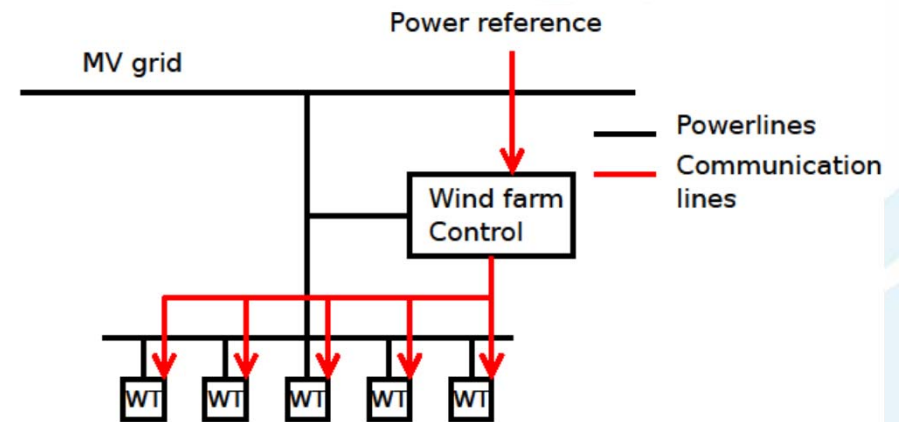 Power reference
MV grid
Powerlines
Communication
lines
Wind farm
Control
WT
WT
WT
WT
WT